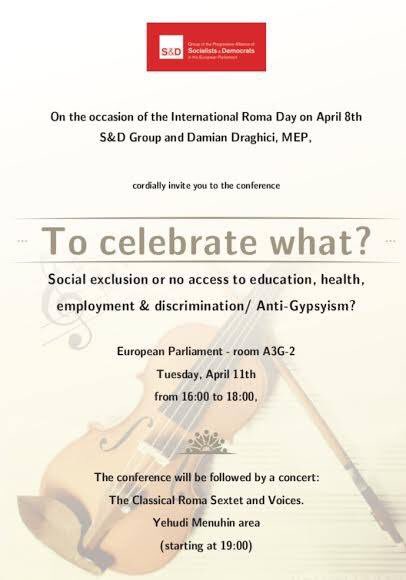 S&D
Group of the Progressive Alliance of
Socialists & Democrats
in the European Parliament
On the occasion of the International Roma Day on April 8th
S&D Group and Damian Draghici, MEP,
cordially invite you to the conference
... To celebrate what? ...
Social exclusion or no access to education, health,
employment & discrimination/ Anti-Gypsyism?
European Parliament - room A3G-2
Tuesday, April 11th
from 16:00 to 18:00,
The conference will be followed by a concert:
The Classical Roma Sextet and Voices.
Yehudi Menuhin area
(starting at 19:00)